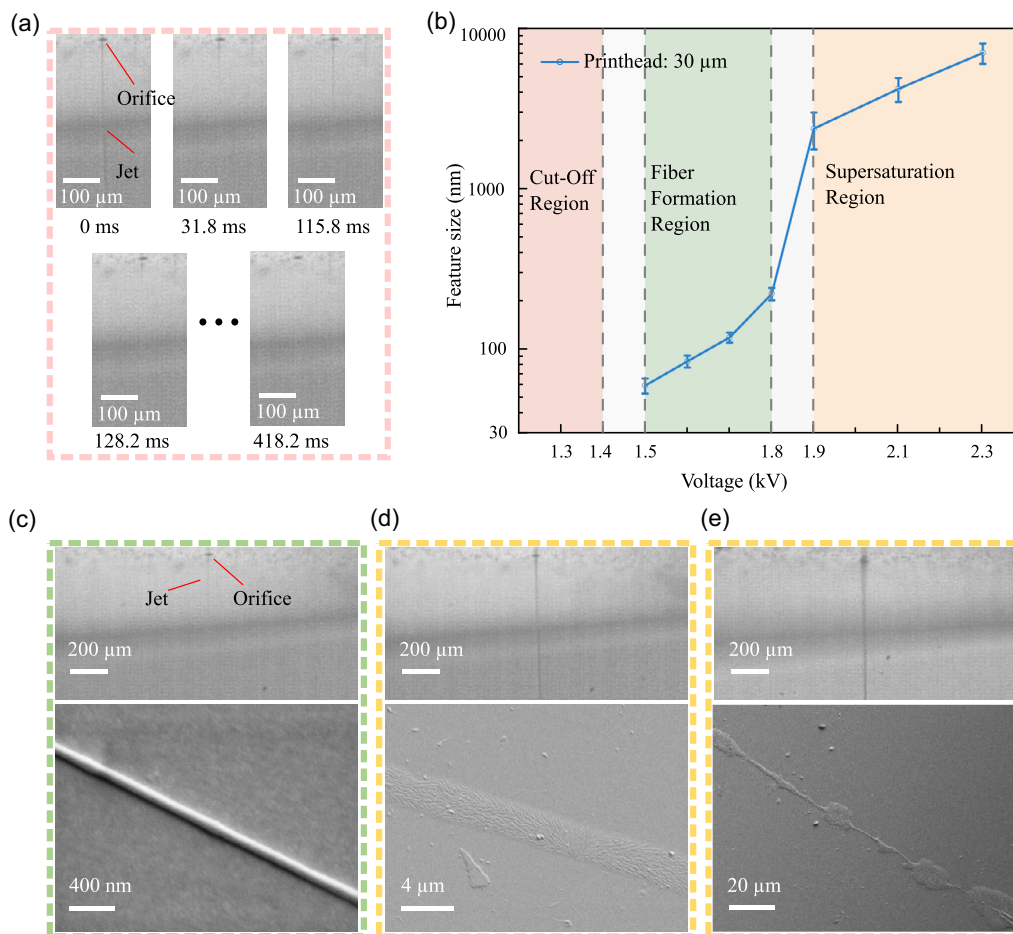 (a)
Orifice
Jet
100 µm
100 µm
100 µm
0 ms
31.8 ms
115.8 ms
100 µm
100 µm
128.2 ms
418.2 ms
(b)
10000
1000
100
30
Feature size (nm)
Printhead: 30 µm
Cut-Off
Region
Fiber
Formation
Region
Supersaturation
Region
1.3
1.4
1.5
1.8
1.9
2.1
2.3
Voltage (kV)
(c)
Jet
Orifice
200 µm
400 nm
(d)
200 µm
4 µm
(e)
200 µm
20 µm